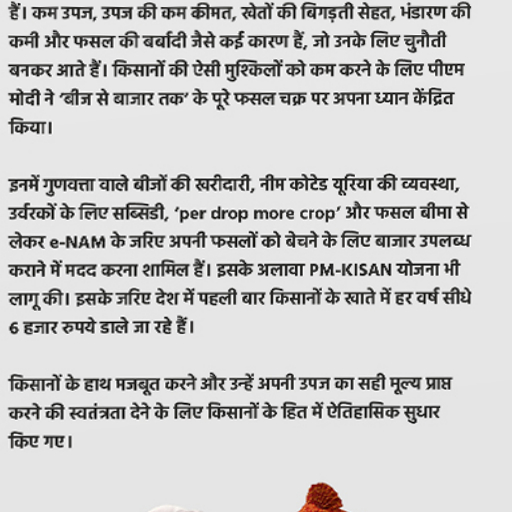 हैं। कम उपज, उपज की कम कीमत, खेतों की बिगड़ती सेहत, भंडारण की
कमी और फसल की बर्बादी जैसे कई कारण हैं, जो उनके लिए चुनौती
बनकर आते हैं। किसानों की ऐसी मुश्किलों को कम करने के लिए पीएम
मोदी ने ‘बीज से बाजार तक’ के पूरे फसल चक्र पर अपना ध्यान केंद्रित
किया।
इनमें गुणवत्ता वाले बीजों की खरीदारी, नीम कोटेड यूरिया की व्यवस्था,
उर्वरकों के लिए सब्सिडी, ‘per drop more crop’ और फसल बीमा से
लेकर e-NAM के जरिए अपनी फसलों को बेचने के लिए बाजार उपलब्ध
कराने में मदद करना शामिल हैं। इसके अलावा PM-KISAN योजना भी
लागू की। इसके जरिए देश में पहली बार किसानों के खाते में हर वर्ष सीधे
6 हजार रुपये डाले जा रहे हैं।
किसानों के हाथ मजबूत करने और उन्हें अपनी उपज का सही मूल्य प्राप्त
करने की स्वतंत्रता देने के लिए किसानों के हित में ऐतिहासिक सुधार
किए गए।